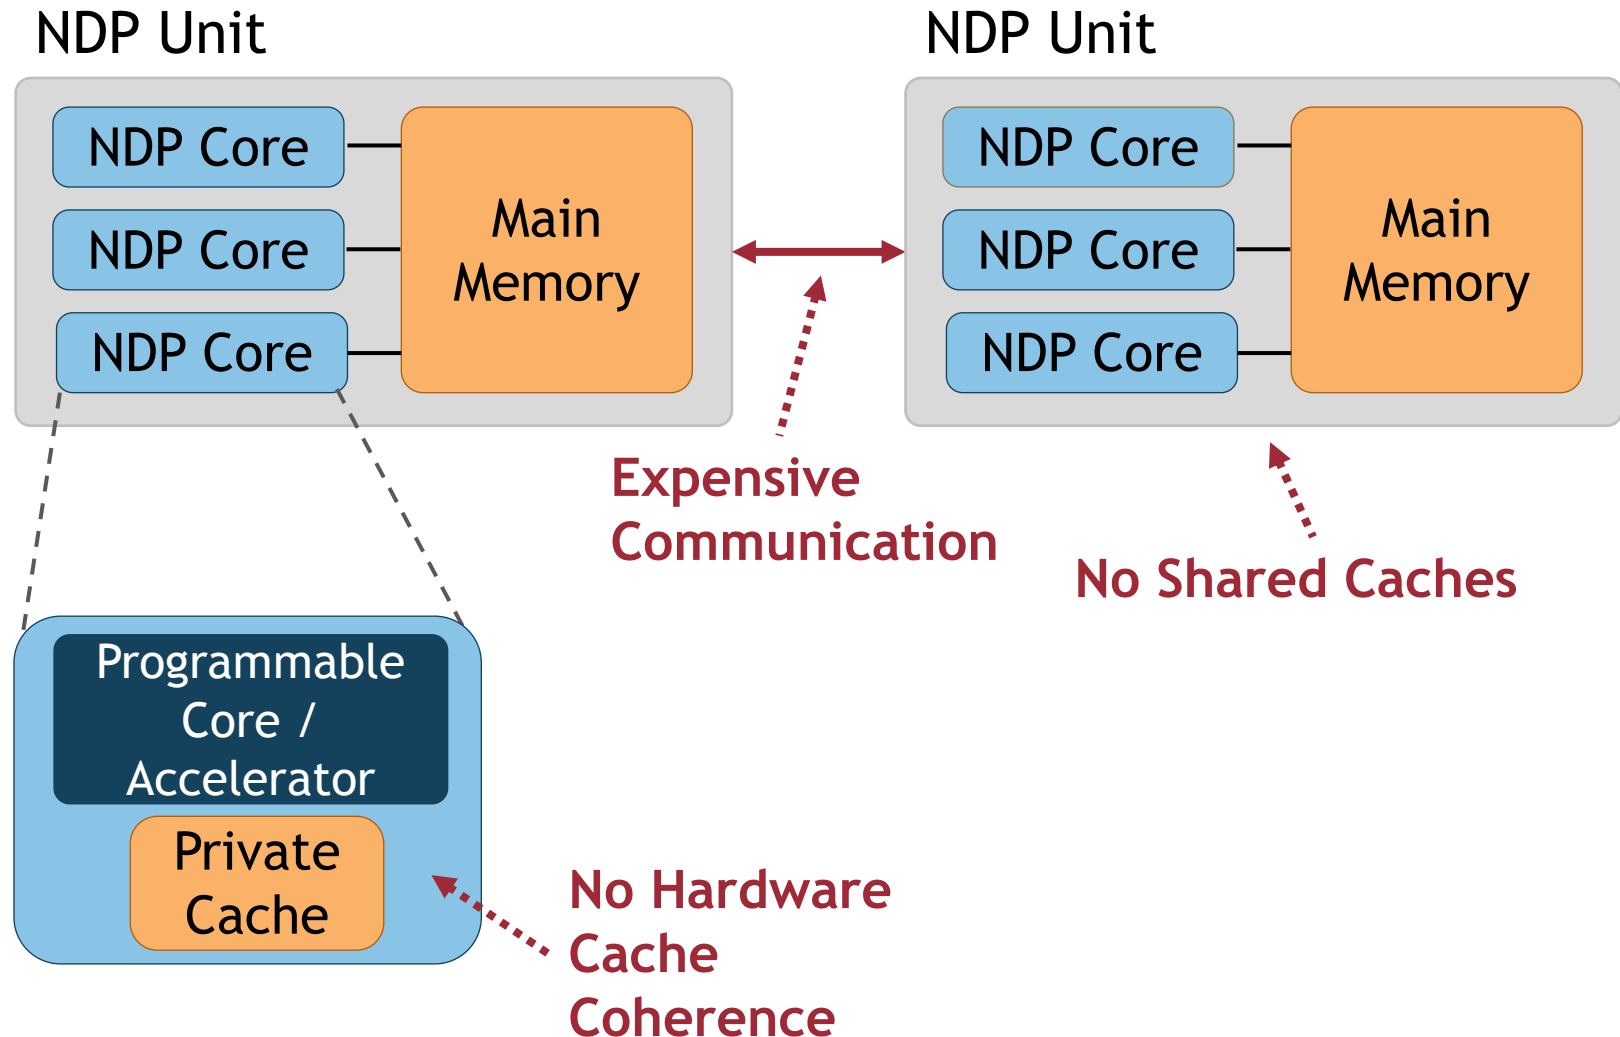 NDP Unit
NDP Core
NDP Core
NDP Core
Main
Memory
NDP Unit
NDP Core
NDP Core
NDP Core
Main
Memory
Expensive
Communication
No Shared Caches
Programmable
Core /
Accelerator
Private
Cache
No Hardware
Cache
Coherence